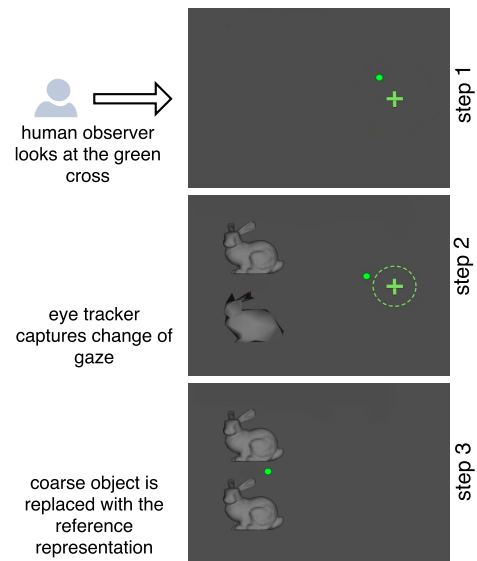 step 1
human observer
looks at the green
cross
step 2
eye tracker
captures change of
gaze
step 3
coarse object is
replaced with the
reference
representation